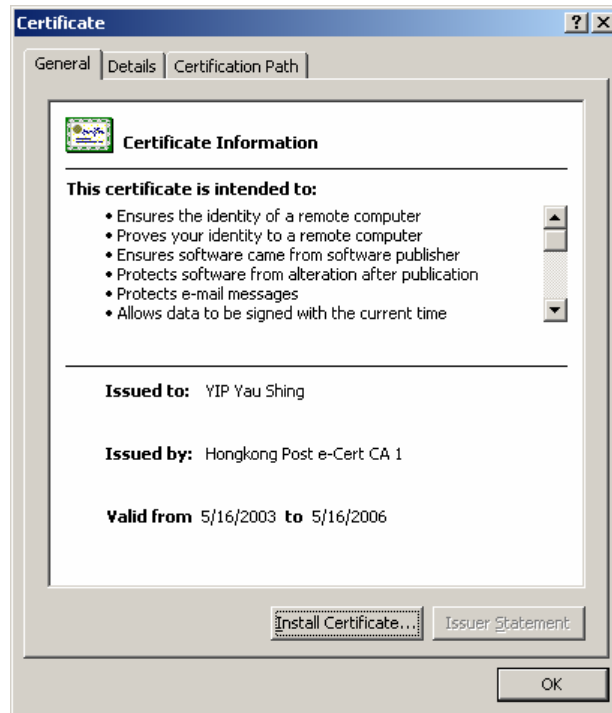 Certificate
General Details Certification Path
Certificate Information
This certificate is intended to:
• Ensures the identity of a remote computer
• Proves your identity to a remote computer
• Ensures software came from software publisher
• Protects software from alteration after publication
• Protects e-mail messages
• Allows data to be signed with the current time
Issued to: YIP Yau Shing
Issued by: Hongkong Post e-Cert CA 1
Valid from 5/16/2003 to 5/16/2006
Install Certificate... Issuer Statement
OK